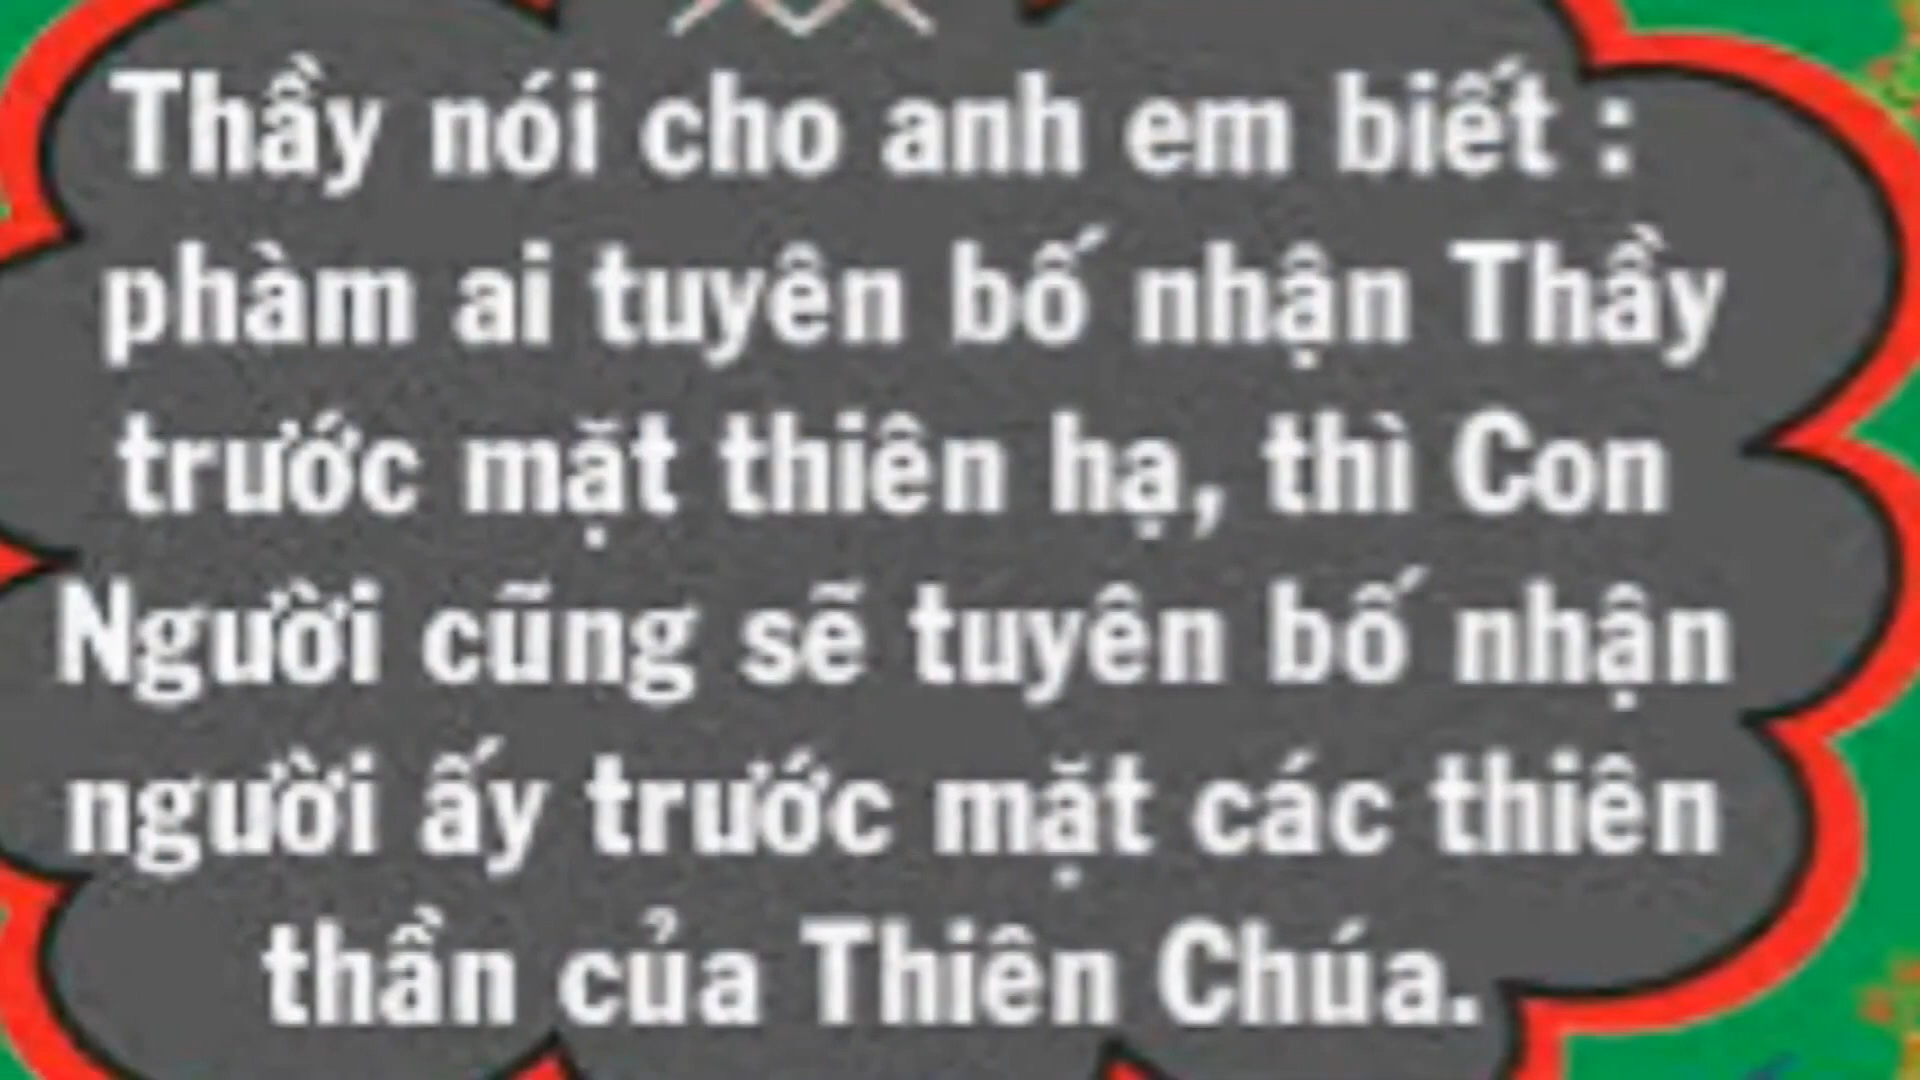 Thầy nói cho anh em biết :
phàm ai tuyên bố nhận Thầy
trước mặt thiên hạ, thì Con
Người cũng sẽ tuyên bố nhận
người ấy trước mặt các thiên
thần của Thiên Chúa.